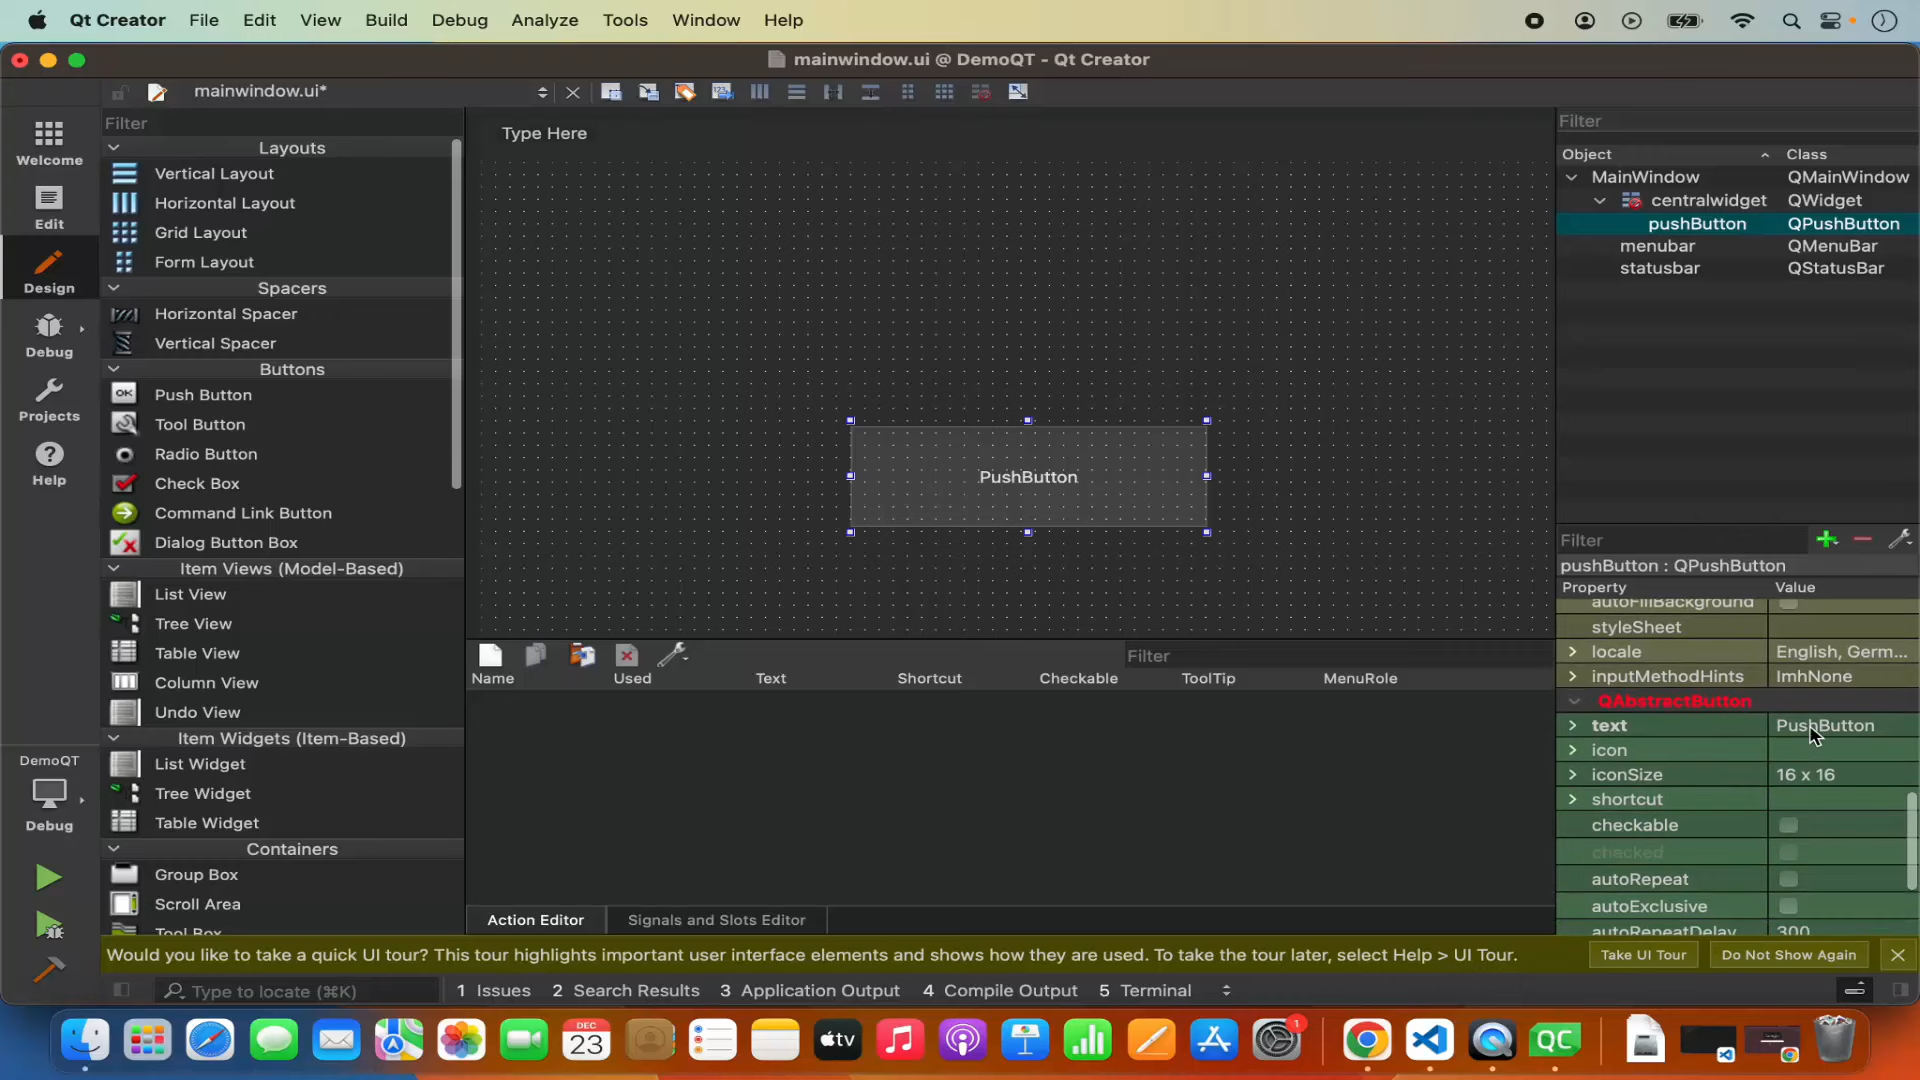 Qt Creator File Edit View Build Debug Analyze Tools Window Help
mainwindow.ui @ DemoQT - Qt Creator
mainwindow.ui*
Welcome
Edit
Design
Debug
Projects
Help
DemoQT
Debug
Filter
Layouts
Vertical Layout
Horizontal Layout
Grid Layout
Form Layout
Spacers
Horizontal Spacer
Vertical Spacer
Buttons
OK Push Button
Tool Button
Radio Button
Check Box
Command Link Button
Dialog Button Box
Item Views (Model-Based)
List View
Tree View
Table View
Column View
Undo View
Item Widgets (Item-Based)
List Widget
Tree Widget
Table Widget
Containers
Group Box
Scroll Area
Tool Box
Type Here
PushButton
Filter
Name Used Text Shortcut Checkable ToolTip MenuRole
Action Editor Signals and Slots Editor
Filter
Object Class
MainWindow QMainWindow
centralwidget QWidget
pushButton QPushButton
menubar QMenuBar
statusbar QStatusBar
Filter
pushButton : QPushButton
Property Value
autoFillBackground
styleSheet
locale English, Germ...
inputMethodHints ImhNone
QAbstractButton
text PushButton
icon
iconSize 16 x 16
shortcut
checkable
checked
autoRepeat
autoExclusive
autoRepeatDelay 300
Would you like to take a quick UI tour? This tour highlights important user interface elements and shows how they are used. To take the tour later, select Help > UI Tour. Take UI Tour Do Not Show Again
Type to locate (⌘K) 1 Issues 2 Search Results 3 Application Output 4 Compile Output 5 Terminal
DEC
23
tv
1
QC